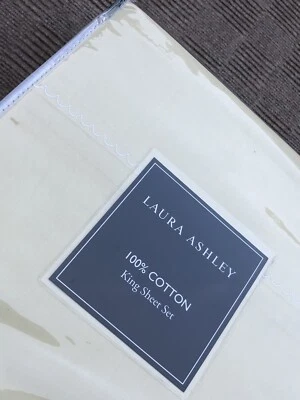 LAURA ASHLEY
100% COTTON
King Sheet Set